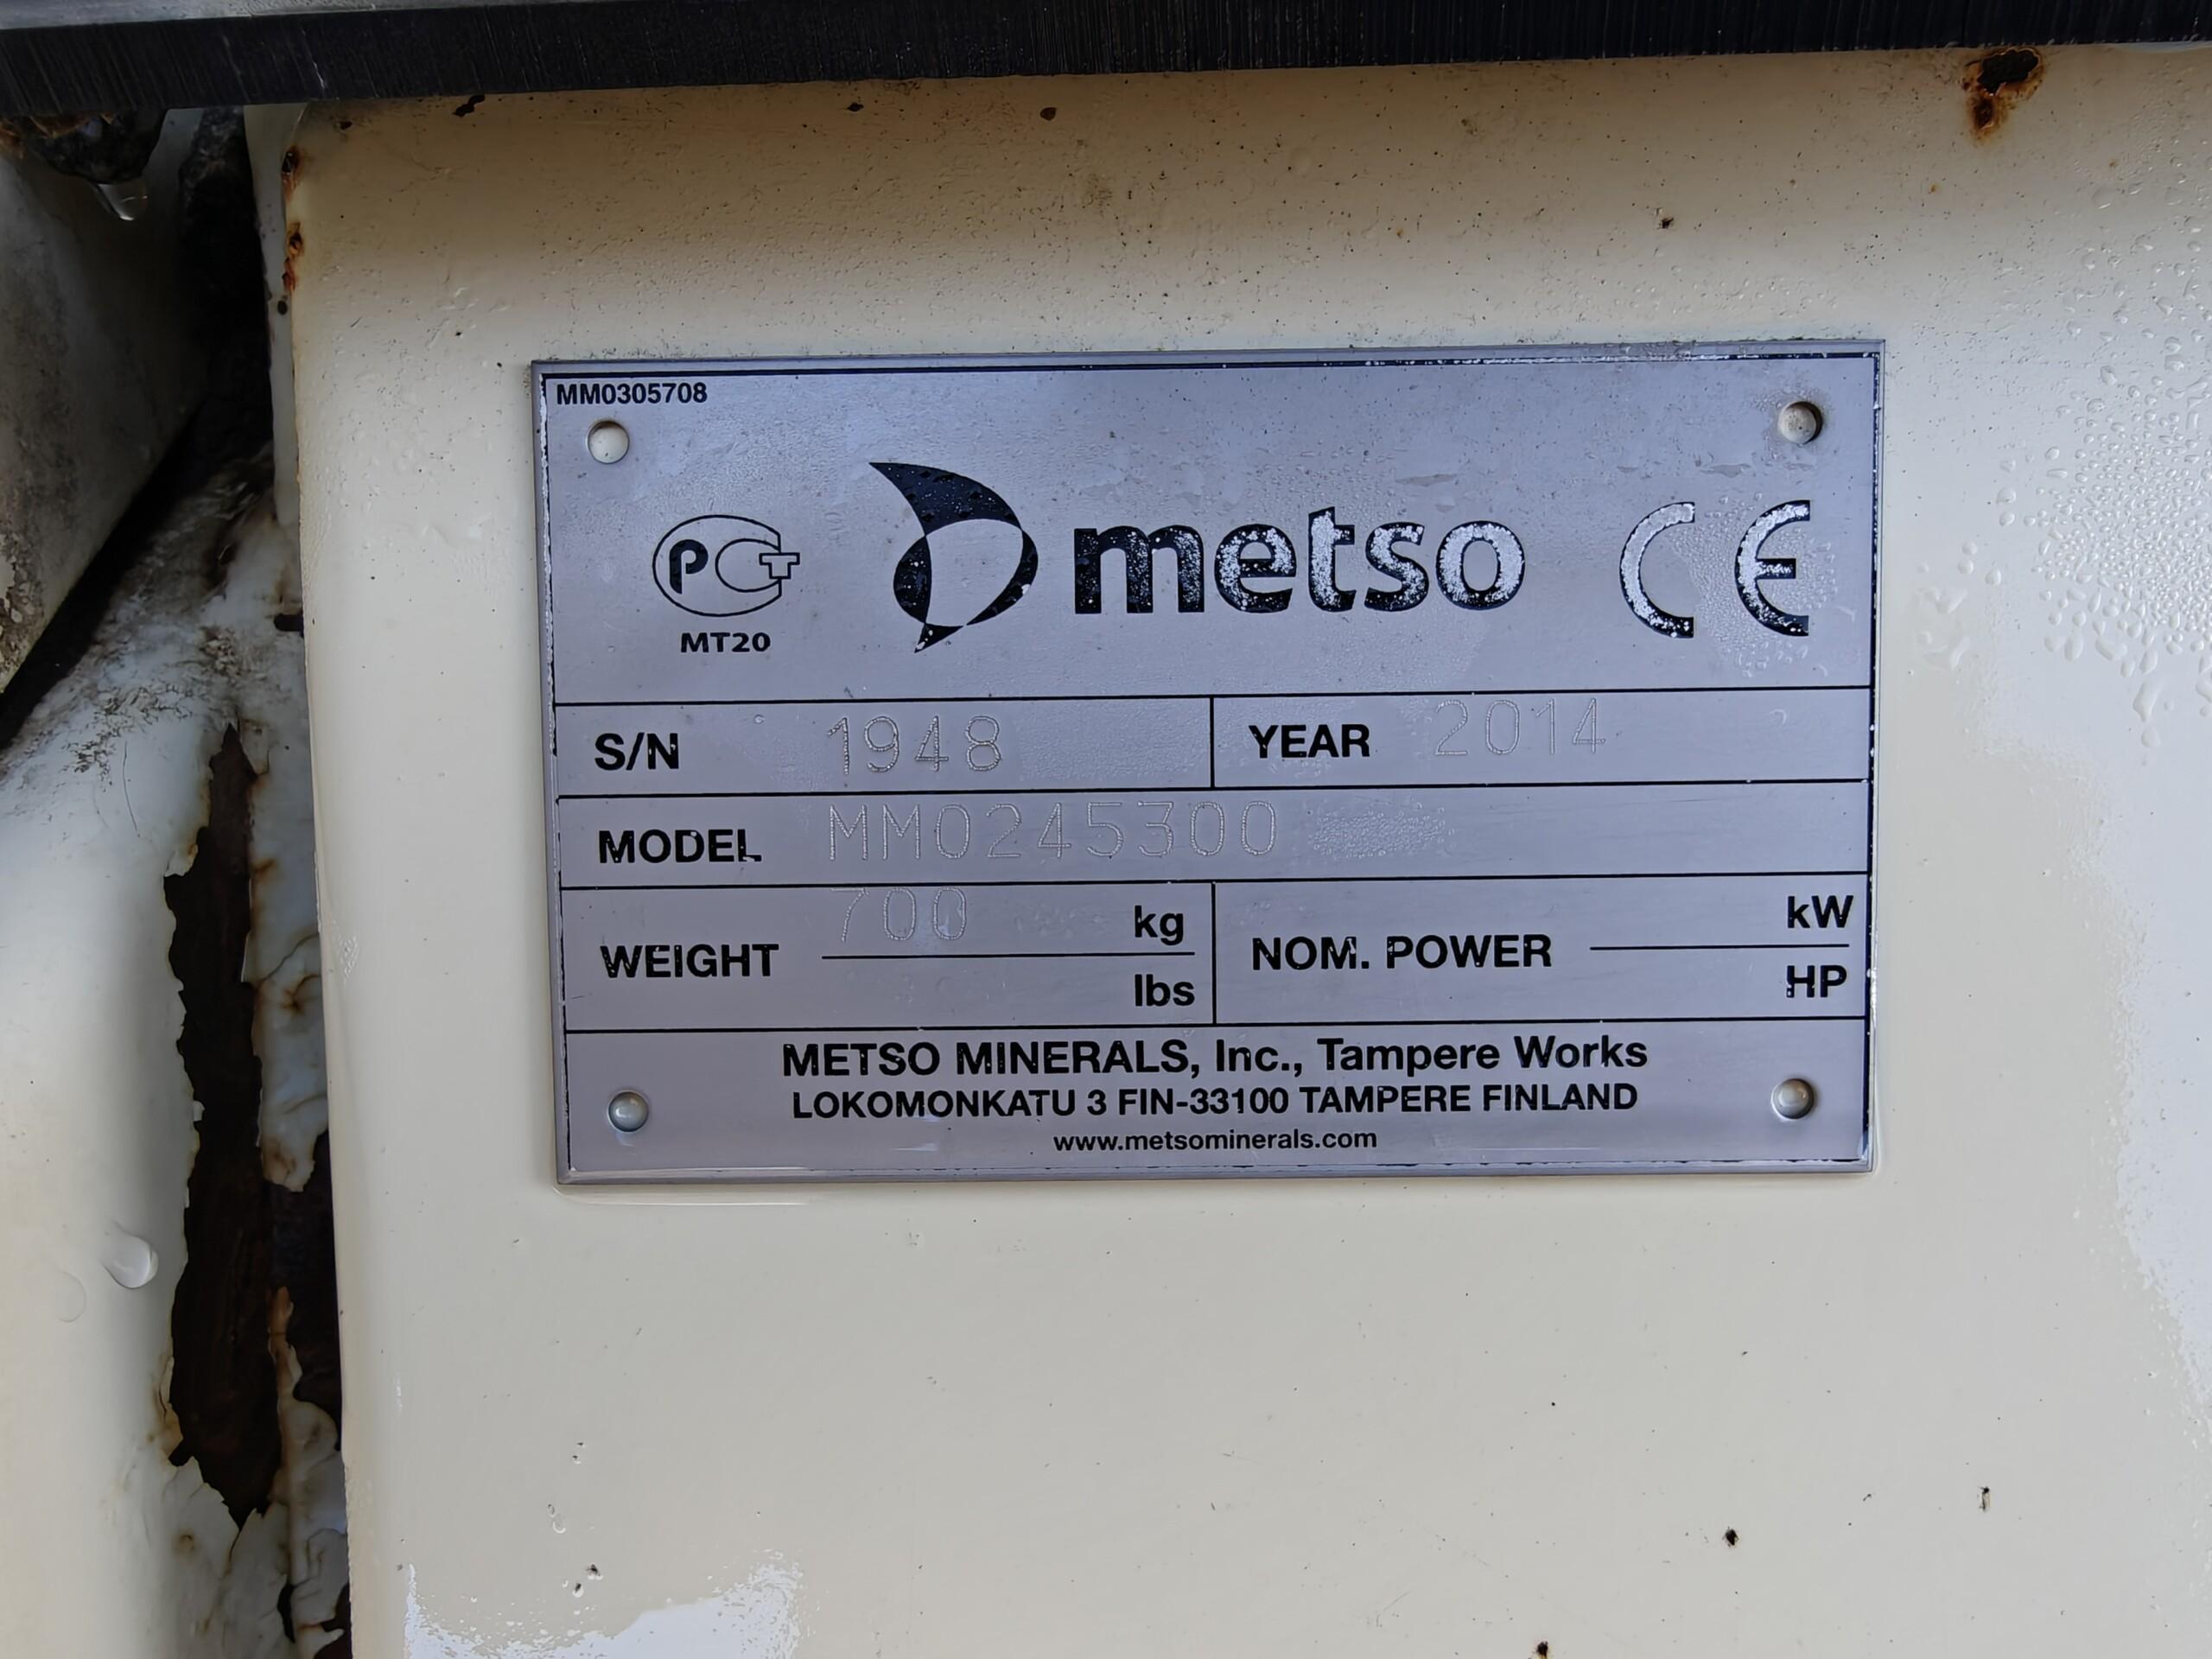 MM0305708
PCT metso CE
MT20
S/N 1948 YEAR 2014
MODEL MM0245300
WEIGHT 700 kg
lbs
NOM. POWER kW
HP
METSO MINERALS, Inc., Tampere Works
LOKOMONKATU 3 FIN-33100 TAMPERE FINLAND
www.metsominerals.com